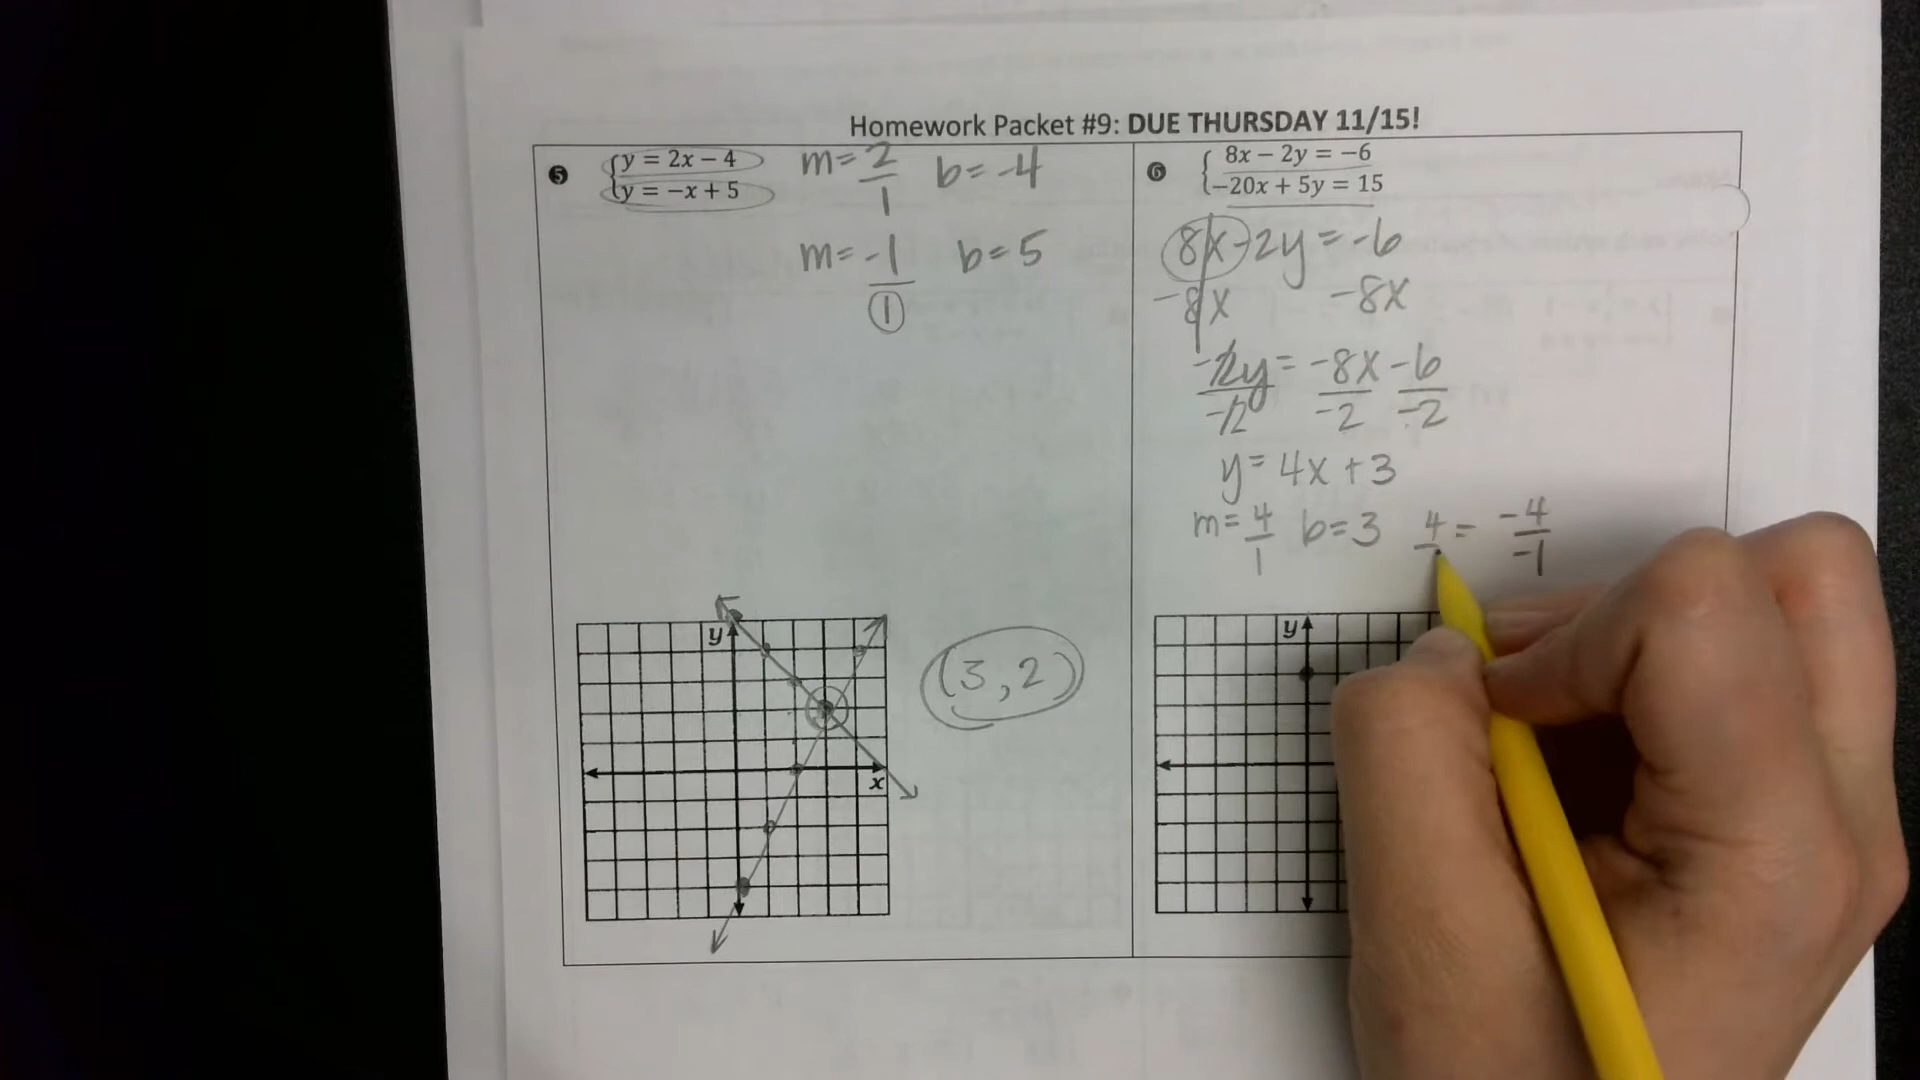 Homework Packet #9: DUE THURSDAY 11/15!
5
y = 2x − 4
y = −x + 5
m = 2/1 b = -4
m = -1/1 b = 5
y
x
(3, 2)
6
8x − 2y = −6
−20x + 5y = 15
8x - 2y = -6
-8x -8x
-2y = -8x - 6
-2 -2 -2
y = 4x + 3
m = 4/1 b = 3 4 = -4/-1
y